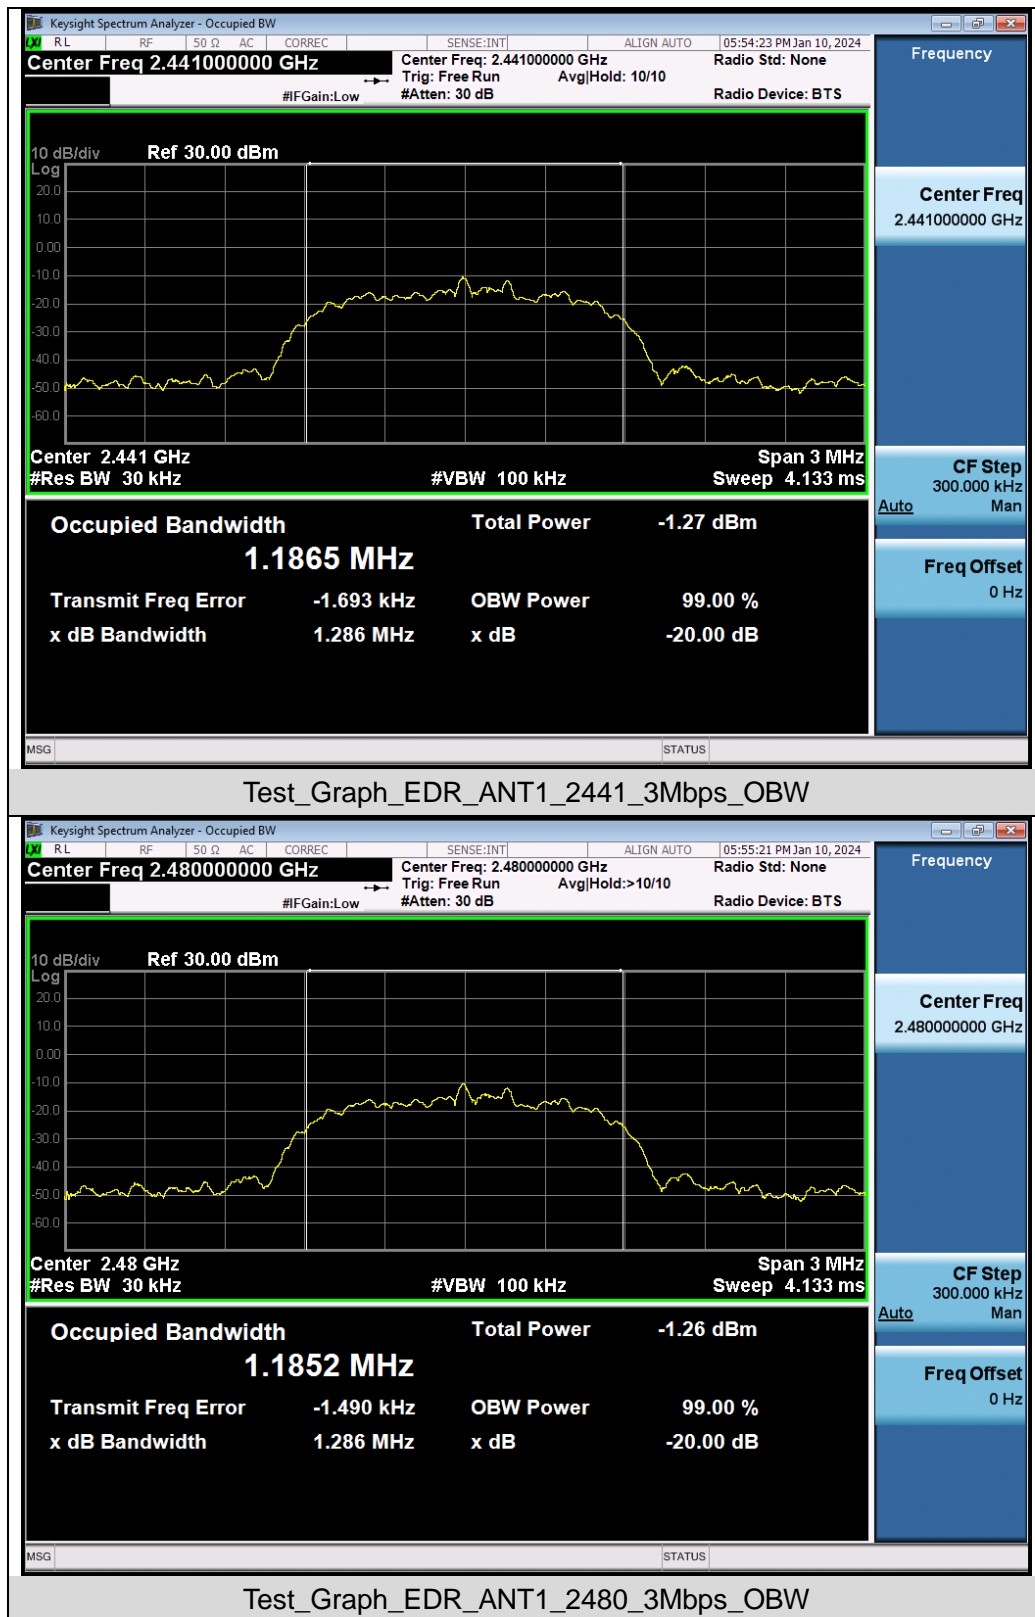 Keysight Spectrum Analyzer - Occupied BW
LXI RL RF 50 Ω AC CORREC SENSE:INT ALIGN AUTO 05:54:23 PM Jan 10, 2024
Center Freq 2.441000000 GHz
Center Freq: 2.441000000 GHz Radio Std: None
Trig: Free Run Avg|Hold: 10/10
#IFGain:Low #Atten: 30 dB Radio Device: BTS
Frequency
10 dB/div Ref 30.00 dBm
Log
20.0
10.0
0.00
-10.0
-20.0
-30.0
-40.0
-50.0
-60.0
Center 2.441 GHz Span 3 MHz
#Res BW 30 kHz #VBW 100 kHz Sweep 4.133 ms
Center Freq
2.441000000 GHz
CF Step
300.000 kHz
Auto Man
Freq Offset
0 Hz
Occupied Bandwidth Total Power -1.27 dBm
1.1865 MHz
Transmit Freq Error -1.693 kHz OBW Power 99.00 %
x dB Bandwidth 1.286 MHz x dB -20.00 dB
MSG STATUS
Test_Graph_EDR_ANT1_2441_3Mbps_OBW
Keysight Spectrum Analyzer - Occupied BW
LXI RL RF 50 Ω AC CORREC SENSE:INT ALIGN AUTO 05:55:21 PM Jan 10, 2024
Center Freq 2.480000000 GHz
Center Freq: 2.480000000 GHz Radio Std: None
Trig: Free Run Avg|Hold:>10/10
#IFGain:Low #Atten: 30 dB Radio Device: BTS
Frequency
10 dB/div Ref 30.00 dBm
Log
20.0
10.0
0.00
-10.0
-20.0
-30.0
-40.0
-50.0
-60.0
Center 2.48 GHz Span 3 MHz
#Res BW 30 kHz #VBW 100 kHz Sweep 4.133 ms
Center Freq
2.480000000 GHz
CF Step
300.000 kHz
Auto Man
Freq Offset
0 Hz
Occupied Bandwidth Total Power -1.26 dBm
1.1852 MHz
Transmit Freq Error -1.490 kHz OBW Power 99.00 %
x dB Bandwidth 1.286 MHz x dB -20.00 dB
MSG STATUS
Test_Graph_EDR_ANT1_2480_3Mbps_OBW